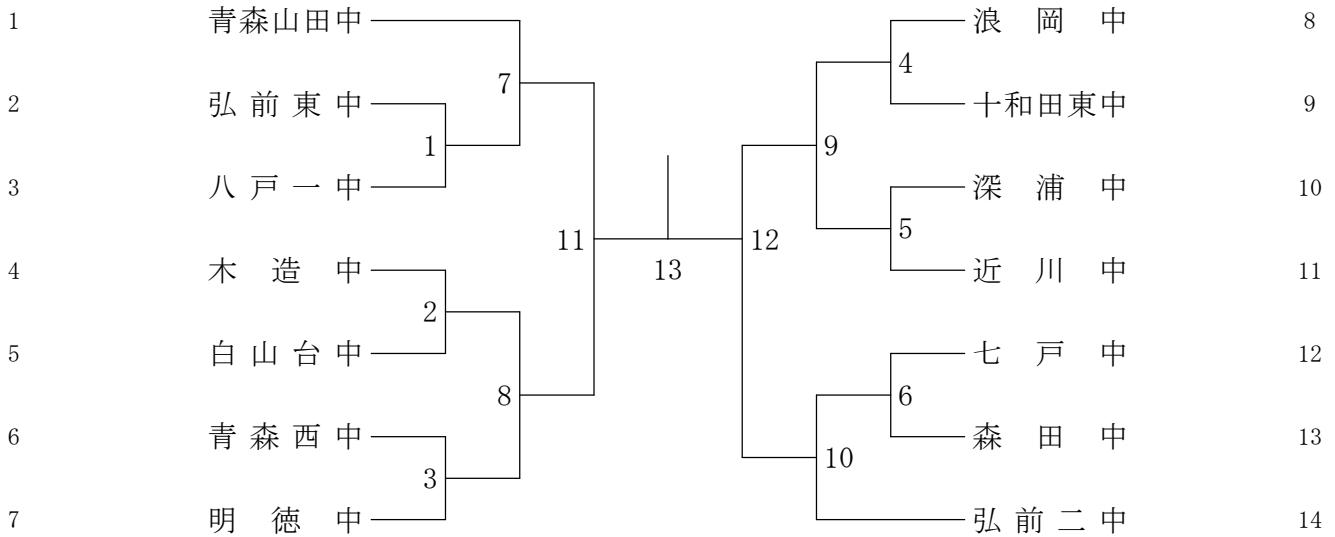 1 青森山田中 浪岡中 8
7 4
2 弘前東中 十和田東中 9
1 9
3 八戸一中 深浦中 10
11 12 5
4 木造中 13 近川中 11
2
5 白山台中 七戸中 12
8 6
6 青森西中 森田中 13
3 10
7 明徳中 弘前二中 14